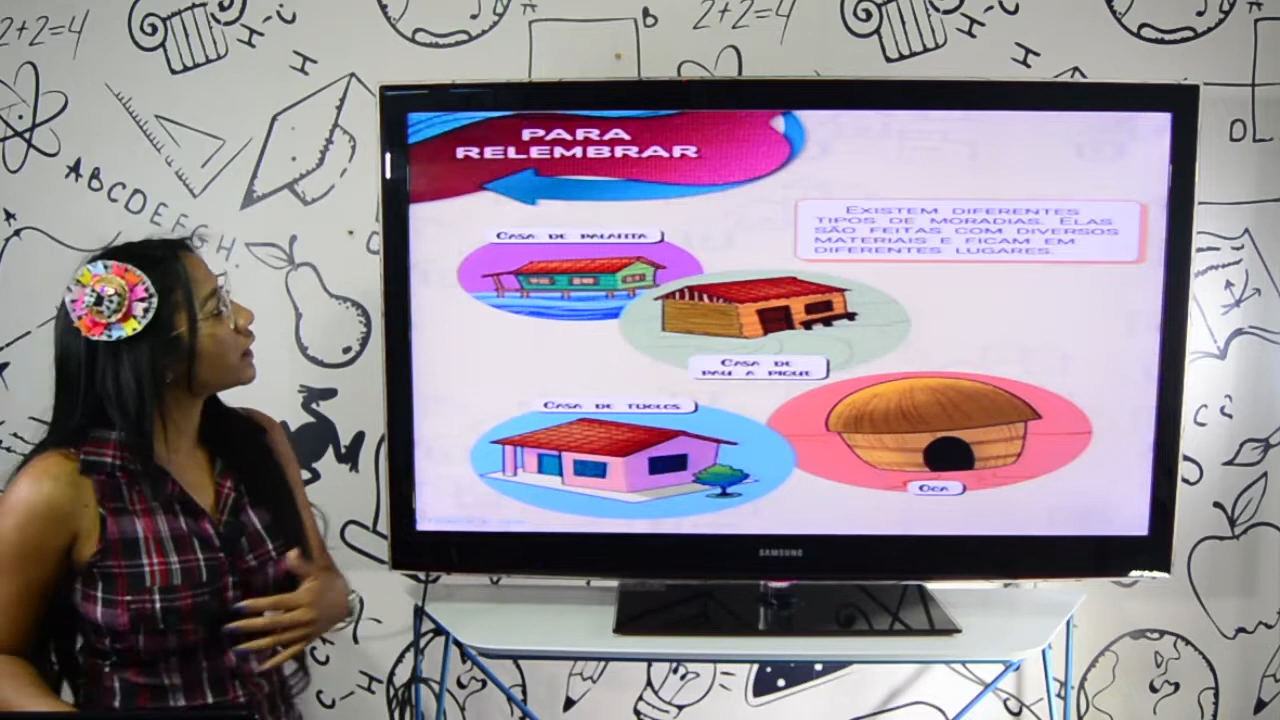 2+2=4
H-C
H
A
B
2+2=4
H-C
H
A
D
ABCDEFGH.
PARA
RELEMBRAR
EXISTEM DIFERENTES
TIPOS DE MORADIAS. ELAS
SÃO FEITAS COM DIVERSOS
MATERIAIS E FICAM EM
DIFERENTES LUGARES.
CASA DE PALAFITA
CASA DE
PAU A PIQUE
CASA DE TIJOLOS
OCA
SAMSUNG